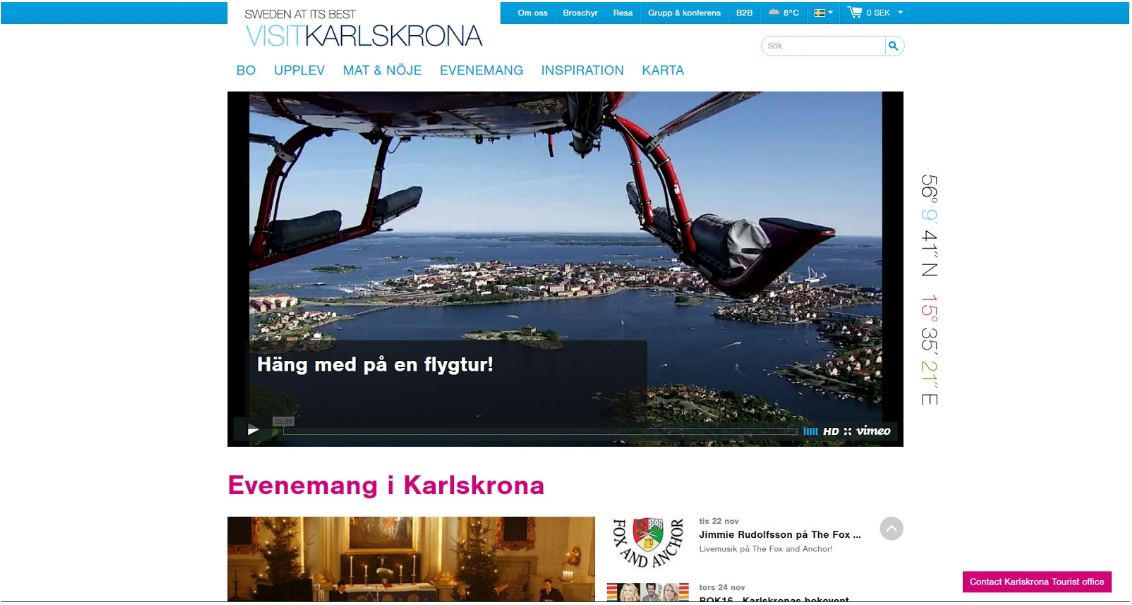 SWEDEN AT ITS BEST
VISITKARLSKRONA
Om oss Broschyr Resa Grupp & konferens B2B 8°C 0 SEK
Sök
BO UPPLEV MAT & NÖJE EVENEMANG INSPIRATION KARTA
56° 9′ 41″ N 15° 35′ 21″ E
Häng med på en flygtur!
02:59
HD vimeo
Evenemang i Karlskrona
FOX AND ANCHOR
tis 22 nov
Jimmie Rudolfsson på The Fox ...
Livemusik på The Fox and Anchor!
tors 24 nov
BOK16 - Karlskronas bokevent
Contact Karlskrona Tourist office